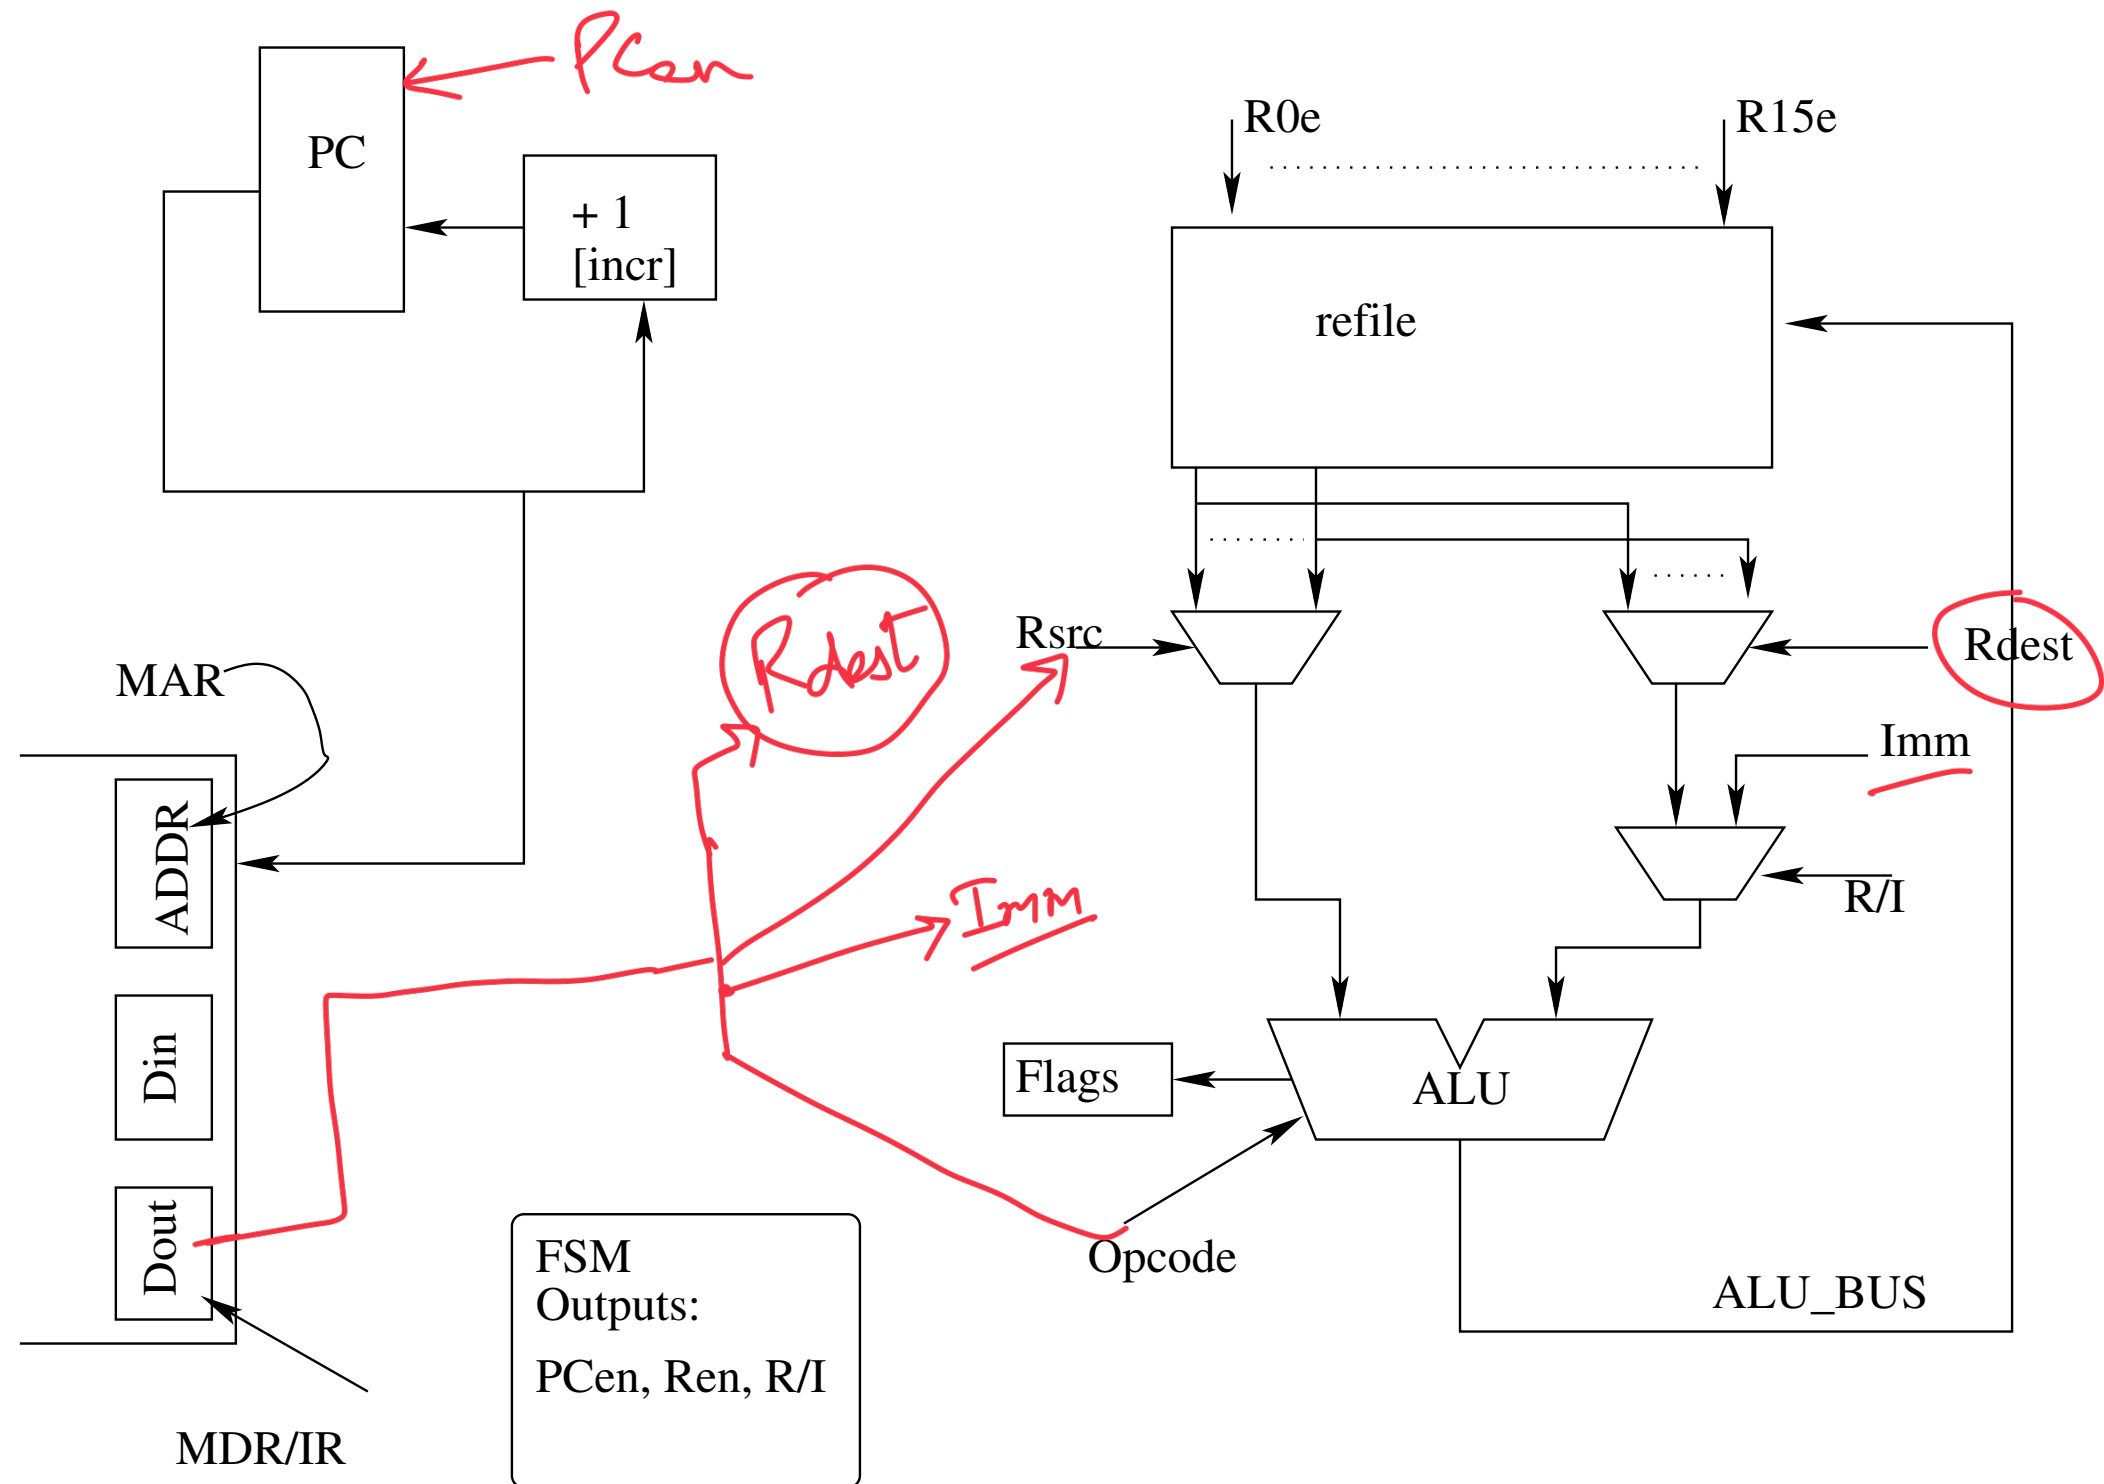 PCen
PC
+ 1
[incr]
R0e
R15e
refile
Rdest
Rsrc
Rdest
MAR
Imm
ADDR
Imm
R/I
Din
Flags
ALU
Dout
FSM
Outputs:
PCen, Ren, R/I
Opcode
ALU_BUS
MDR/IR